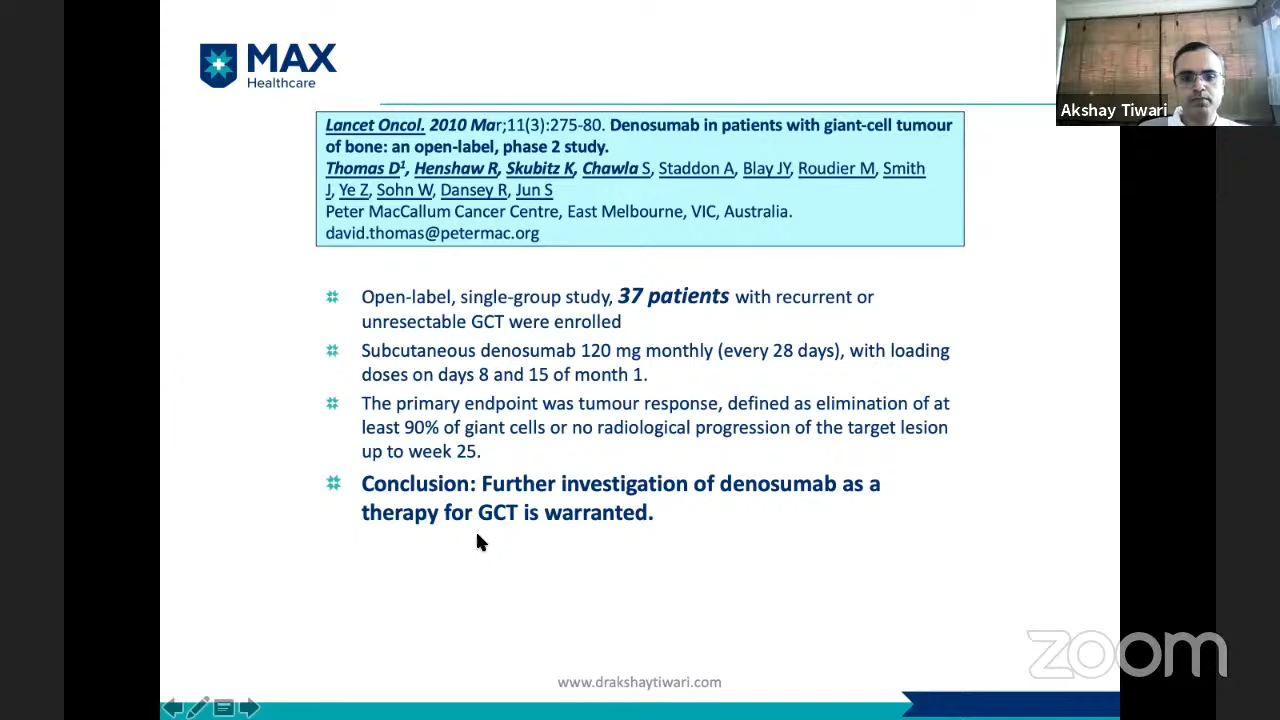 MAX
Healthcare
Akshay Tiwari
Lancet Oncol. 2010 Mar;11(3):275-80. Denosumab in patients with giant-cell tumour
of bone: an open-label, phase 2 study.
Thomas D1, Henshaw R, Skubitz K, Chawla S, Staddon A, Blay JY, Roudier M, Smith
J, Ye Z, Sohn W, Dansey R, Jun S
Peter MacCallum Cancer Centre, East Melbourne, VIC, Australia.
david.thomas@petermac.org
Open-label, single-group study, 37 patients with recurrent or
unresectable GCT were enrolled
Subcutaneous denosumab 120 mg monthly (every 28 days), with loading
doses on days 8 and 15 of month 1.
The primary endpoint was tumour response, defined as elimination of at
least 90% of giant cells or no radiological progression of the target lesion
up to week 25.
Conclusion: Further investigation of denosumab as a
therapy for GCT is warranted.
zoom
www.drakshaytiwari.com